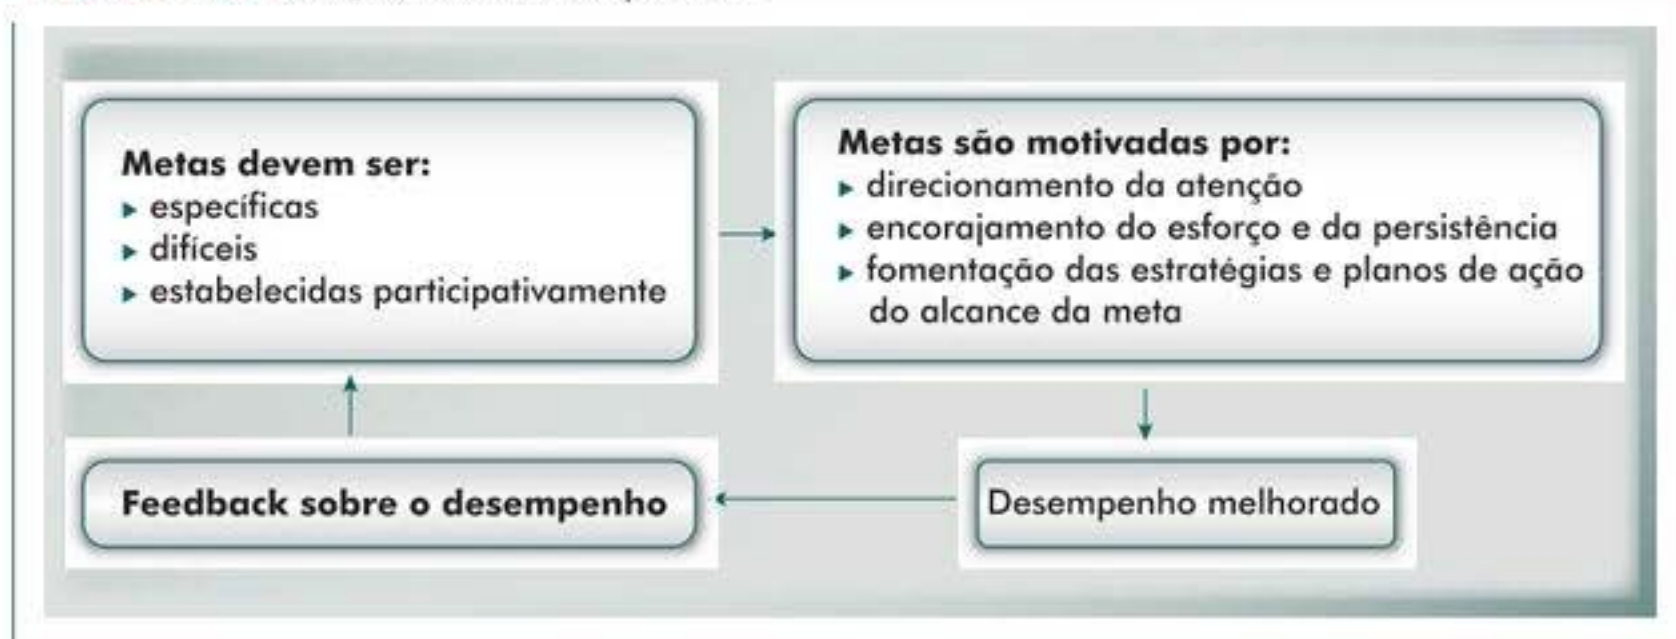 Metas devem ser:
▸ específicas
▸ difíceis
▸ estabelecidas participativamente
Metas são motivadas por:
▸ direcionamento da atenção
▸ encorajamento do esforço e da persistência
▸ fomentação das estratégias e planos de ação
do alcance da meta
Desempenho melhorado
Feedback sobre o desempenho